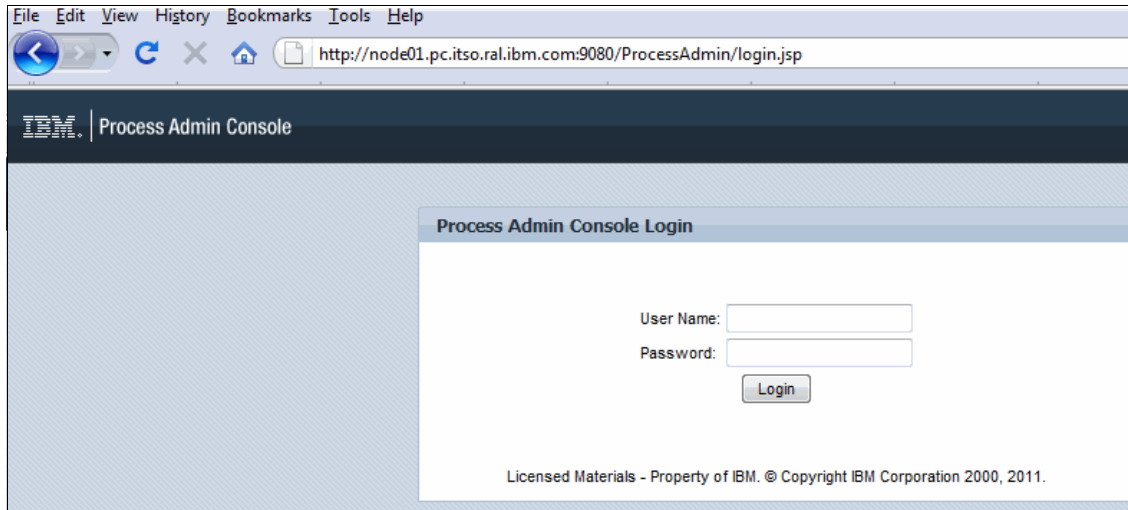 File Edit View History Bookmarks Tools Help
http://node01.pc.itso.ral.ibm.com:9080/ProcessAdmin/login.jsp
IBM. Process Admin Console
Process Admin Console Login
User Name:
Password:
Login
Licensed Materials - Property of IBM. © Copyright IBM Corporation 2000, 2011.